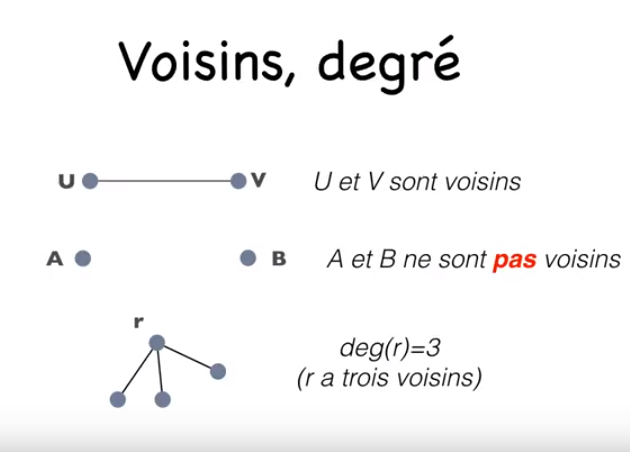 Voisins, degré
U V U et V sont voisins
A B A et B ne sont pas voisins
r
deg(r)=3
(r a trois voisins)